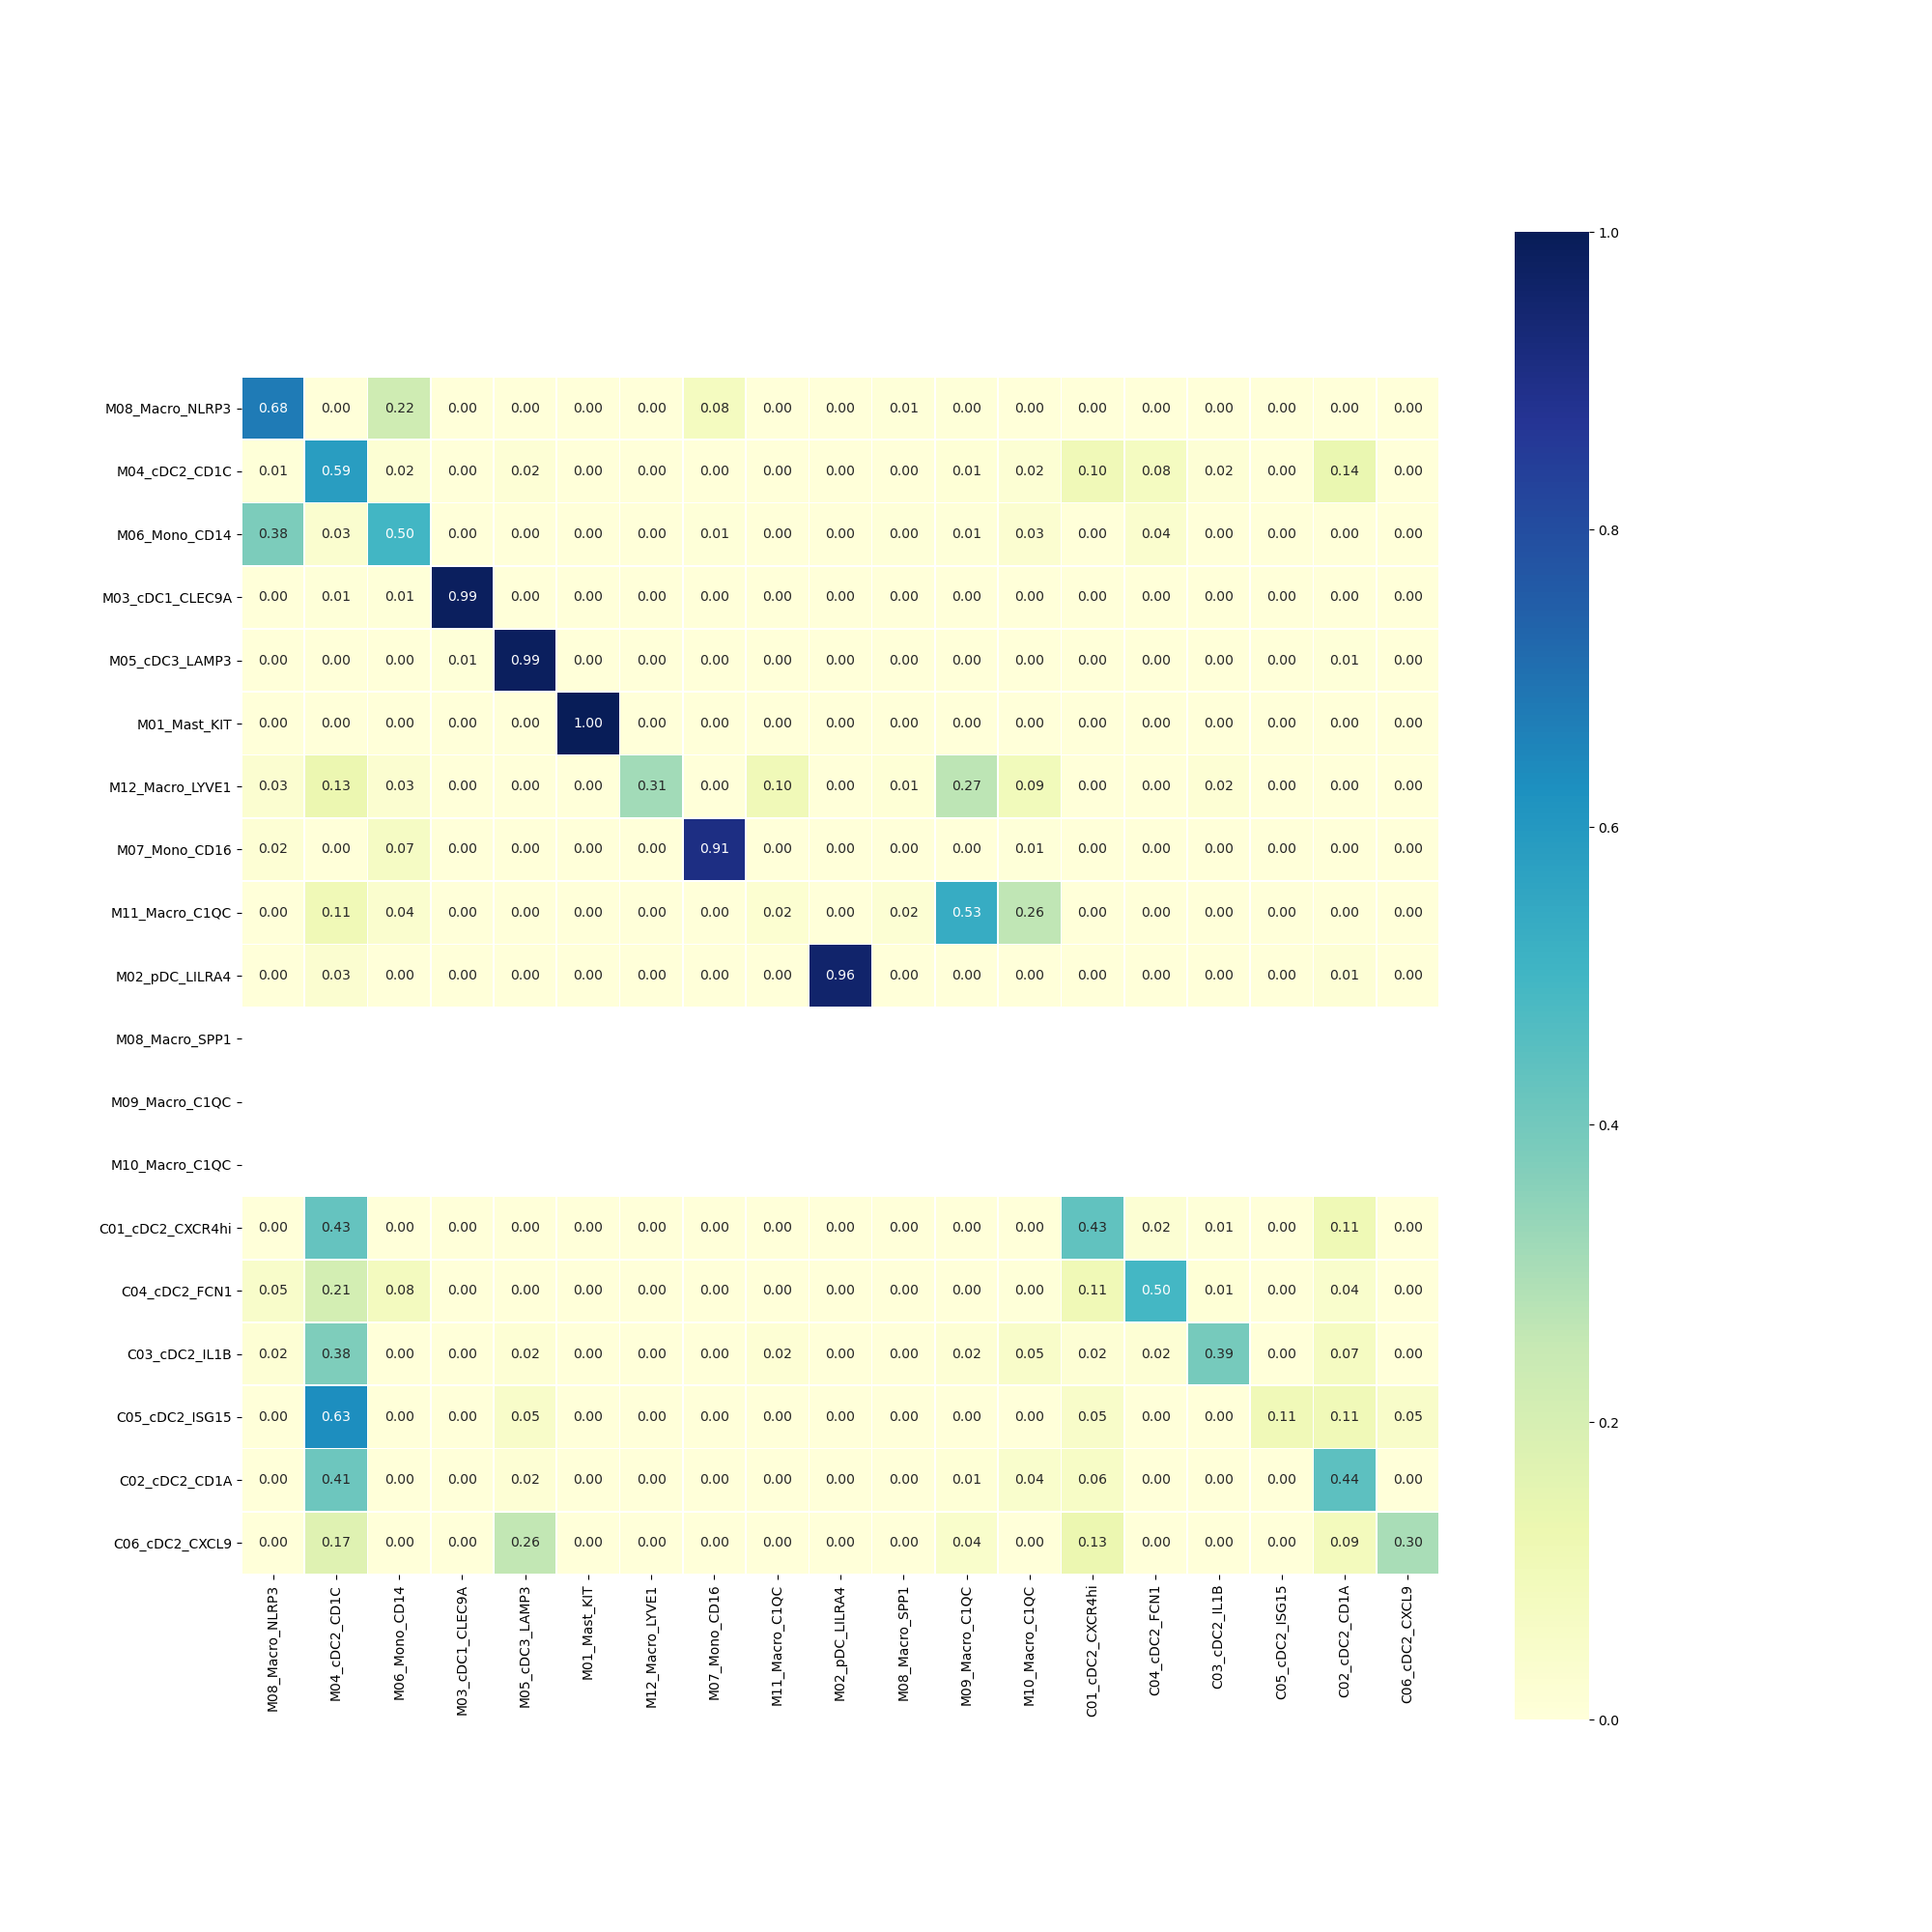 1.0
M08_Macro_NLRP3 0.68 0.00 0.22 0.00 0.00 0.00 0.00 0.08 0.00 0.00 0.01 0.00 0.00 0.00 0.00 0.00 0.00 0.00 0.00
M04_cDC2_CD1C 0.01 0.59 0.02 0.00 0.02 0.00 0.00 0.00 0.00 0.00 0.00 0.01 0.02 0.10 0.08 0.02 0.00 0.14 0.00
M06_Mono_CD14 0.38 0.03 0.50 0.00 0.00 0.00 0.00 0.01 0.00 0.00 0.00 0.01 0.03 0.00 0.04 0.00 0.00 0.00 0.00
0.8
M03_cDC1_CLEC9A 0.00 0.01 0.01 0.99 0.00 0.00 0.00 0.00 0.00 0.00 0.00 0.00 0.00 0.00 0.00 0.00 0.00 0.00 0.00
M05_cDC3_LAMP3 0.00 0.00 0.00 0.01 0.99 0.00 0.00 0.00 0.00 0.00 0.00 0.00 0.00 0.00 0.00 0.00 0.00 0.01 0.00
M01_Mast_KIT 0.00 0.00 0.00 0.00 0.00 1.00 0.00 0.00 0.00 0.00 0.00 0.00 0.00 0.00 0.00 0.00 0.00 0.00 0.00
M12_Macro_LYVE1 0.03 0.13 0.03 0.00 0.00 0.00 0.31 0.00 0.10 0.00 0.01 0.27 0.09 0.00 0.00 0.02 0.00 0.00 0.00
0.6
M07_Mono_CD16 0.02 0.00 0.07 0.00 0.00 0.00 0.00 0.91 0.00 0.00 0.00 0.00 0.01 0.00 0.00 0.00 0.00 0.00 0.00
M11_Macro_C1QC 0.00 0.11 0.04 0.00 0.00 0.00 0.00 0.00 0.02 0.00 0.02 0.53 0.26 0.00 0.00 0.00 0.00 0.00 0.00
M02_pDC_LILRA4 0.00 0.03 0.00 0.00 0.00 0.00 0.00 0.00 0.00 0.96 0.00 0.00 0.00 0.00 0.00 0.00 0.00 0.01 0.00
M08_Macro_SPP1
M09_Macro_C1QC
0.4
M10_Macro_C1QC
C01_cDC2_CXCR4hi 0.00 0.43 0.00 0.00 0.00 0.00 0.00 0.00 0.00 0.00 0.00 0.00 0.00 0.43 0.02 0.01 0.00 0.11 0.00
C04_cDC2_FCN1 0.05 0.21 0.08 0.00 0.00 0.00 0.00 0.00 0.00 0.00 0.00 0.00 0.00 0.11 0.50 0.01 0.00 0.04 0.00
C03_cDC2_IL1B 0.02 0.38 0.00 0.00 0.02 0.00 0.00 0.00 0.02 0.00 0.00 0.02 0.05 0.02 0.02 0.39 0.00 0.07 0.00
C05_cDC2_ISG15 0.00 0.63 0.00 0.00 0.05 0.00 0.00 0.00 0.00 0.00 0.00 0.00 0.00 0.05 0.00 0.00 0.11 0.11 0.05
0.2
C02_cDC2_CD1A 0.00 0.41 0.00 0.00 0.02 0.00 0.00 0.00 0.00 0.00 0.00 0.01 0.04 0.06 0.00 0.00 0.00 0.44 0.00
C06_cDC2_CXCL9 0.00 0.17 0.00 0.00 0.26 0.00 0.00 0.00 0.00 0.00 0.00 0.04 0.00 0.13 0.00 0.00 0.00 0.09 0.30
0.0
M08_Macro_NLRP3
M04_cDC2_CD1C
M06_Mono_CD14
M03_cDC1_CLEC9A
M05_cDC3_LAMP3
M01_Mast_KIT
M12_Macro_LYVE1
M07_Mono_CD16
M11_Macro_C1QC
M02_pDC_LILRA4
M08_Macro_SPP1
M09_Macro_C1QC
M10_Macro_C1QC
C01_cDC2_CXCR4hi
C04_cDC2_FCN1
C03_cDC2_IL1B
C05_cDC2_ISG15
C02_cDC2_CD1A
C06_cDC2_CXCL9